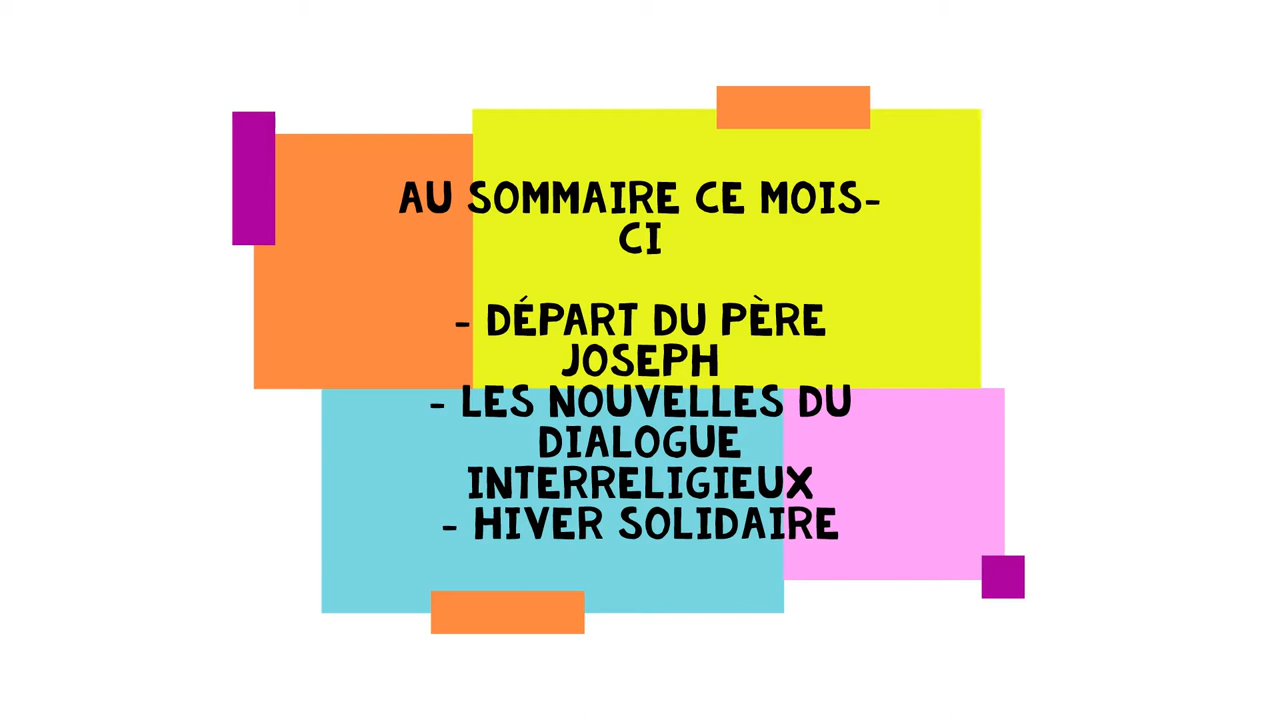 AU SOMMAIRE CE MOIS-
CI
- DÉPART DU PÈRE
JOSEPH
- LES NOUVELLES DU
DIALOGUE
INTERRELIGIEUX
- HIVER SOLIDAIRE